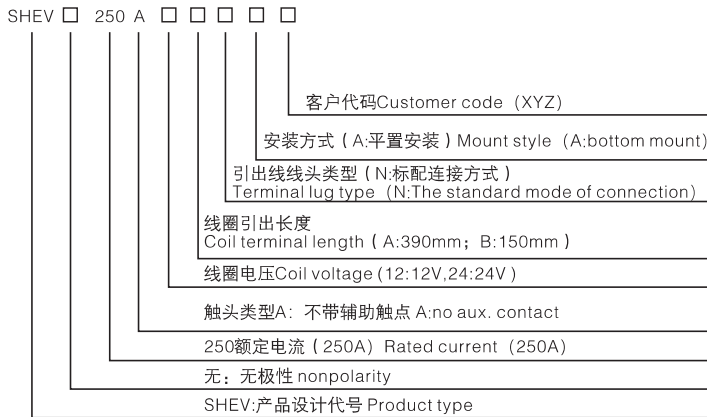 SHEV□ 250 A □ □ □ □ □
客户代码Customer code (XYZ)
安装方式(A:平置安装)Mount style (A:bottom mount)
引出线线头类型(N:标配连接方式)
Terminal lug type (N:The standard mode of connection)
线圈引出长度
Coil terminal length(A:390mm; B:150mm)
线圈电压Coil voltage(12:12V,24:24V)
触头类型A: 不带辅助触点 A:no aux. contact
250额定电流(250A) Rated current (250A)
无:无极性 nonpolarity
SHEV:产品设计代号 Product type